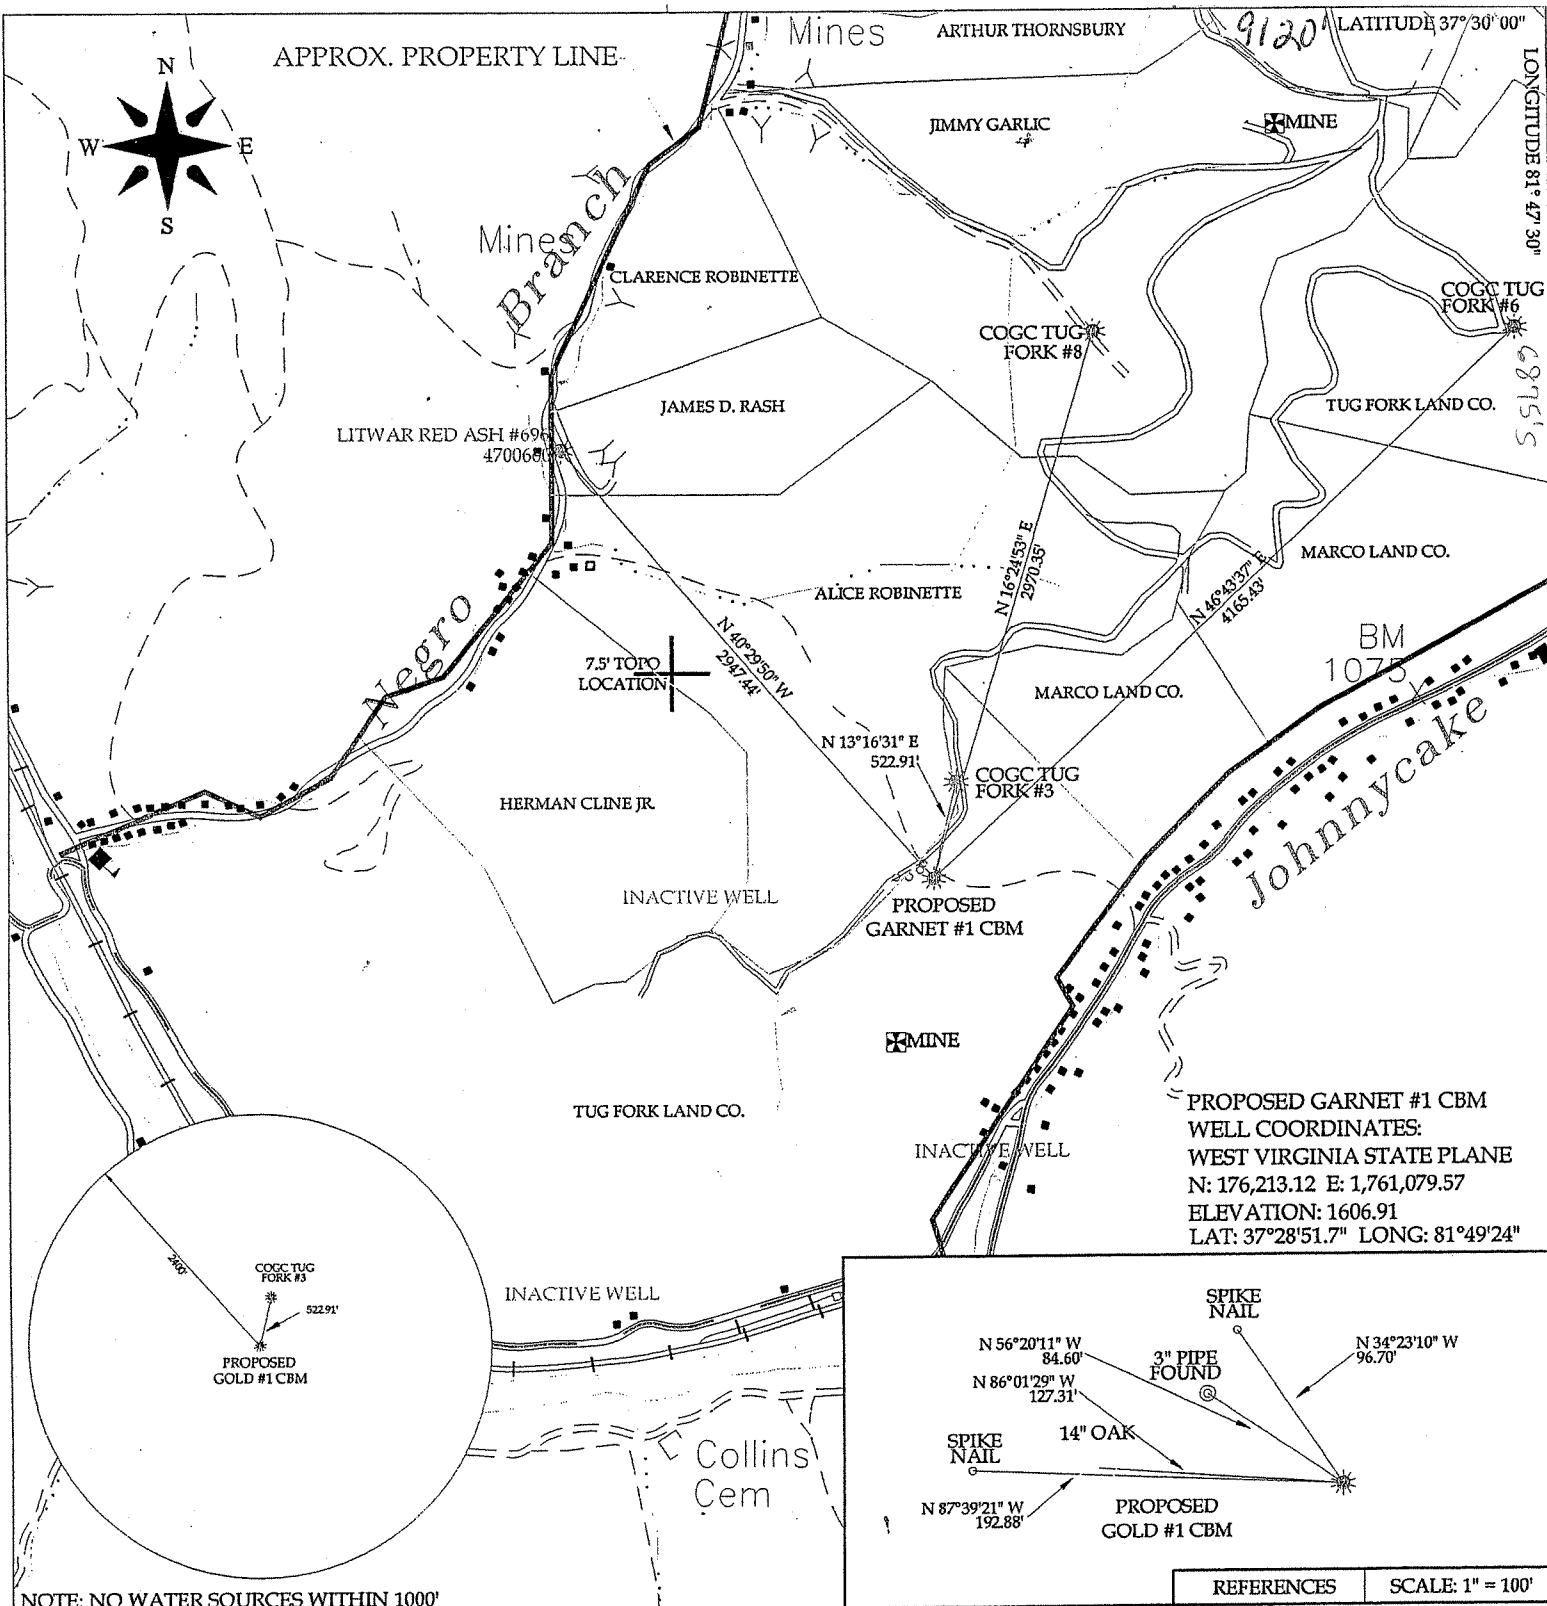 APPROX. PROPERTY LINE
Mines
ARTHUR THORNSBURY
9120'
LATITUDE 37°30'00"
LONGITUDE 81° 47' 30"
N
W
E
S
JIMMY GARLIC
MINE
Mines
Branch
CLARENCE ROBINETTE
COGC TUG
FORK #6
COGC TUG
FORK #8
6875'S
JAMES D. RASH
TUG FORK LAND CO.
LITWAR RED ASH #696
N 16°24'53" E
2970.35'
MARCO LAND CO.
N 46°43'37" E
4165.43'
ALICE ROBINETTE
Negro
N 40°29'50" W
2947.44'
7.5' TOPO
LOCATION
BM
1075
MARCO LAND CO.
Johnnycake
N 13°16'31" E
522.91'
COGC TUG
FORK #3
HERMAN CLINE JR.
INACTIVE WELL
PROPOSED
GARNET #1 CBM
MINE
TUG FORK LAND CO.
INACTIVE WELL
PROPOSED GARNET #1 CBM
WELL COORDINATES:
WEST VIRGINIA STATE PLANE
N: 176,213.12 E: 1,761,079.57
ELEVATION: 1606.91
LAT: 37°28'51.7" LONG: 81°49'24"
2400'
COGC TUG
FORK #3
522.91'
PROPOSED
GOLD #1 CBM
INACTIVE WELL
Collins
Cem
SPIKE
NAIL
N 56°20'11" W
84.60'
3" PIPE
FOUND
N 34°23'10" W
96.70'
N 86°01'29" W
127.31'
14" OAK
SPIKE
NAIL
N 87°39'21" W
192.88'
PROPOSED
GOLD #1 CBM
REFERENCES
SCALE: 1" = 100'
NOTE: NO WATER SOURCES WITHIN 1000'